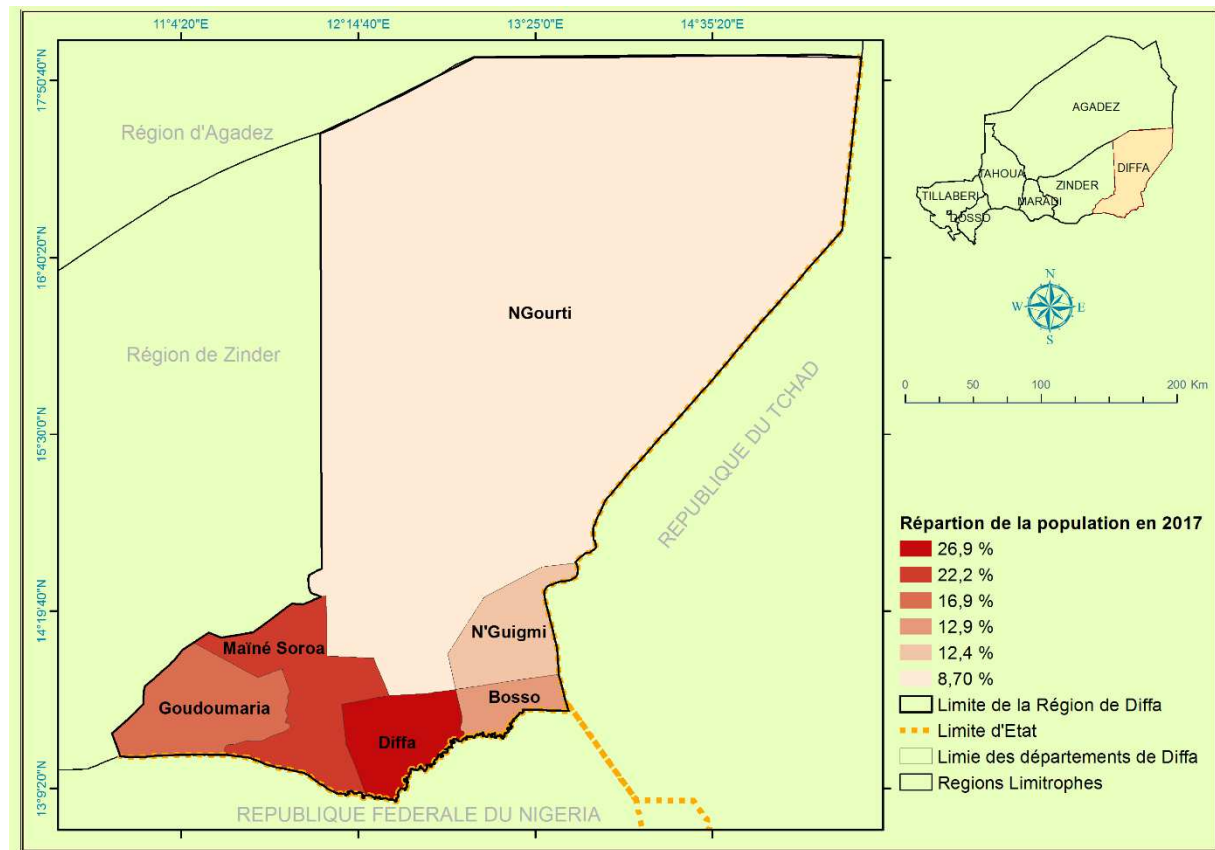 11°4'20"E
12°14'40"E
13°25'0"E
14°35'20"E
17°50'40"N
16°40'20"N
15°30'0"N
14°19'40"N
13°9'20"N
Région d'Agadez
Région de Zinder
NGourti
REPUBLIQUE DU TCHAD
N'Guigmi
Maïné Soroa
Bosso
Goudoumaria
Diffa
REPUBLIQUE FEDERALE DU NIGERIA
AGADEZ
DIFFA
TAHOUA
ZINDER
TILLABERI
MARADI
DOSSO
N
W E
S
0 50 100 200 Km
Répartion de la population en 2017
26,9 %
22,2 %
16,9 %
12,9 %
12,4 %
8,70 %
Limite de la Région de Diffa
Limite d'Etat
Limie des départements de Diffa
Regions Limitrophes